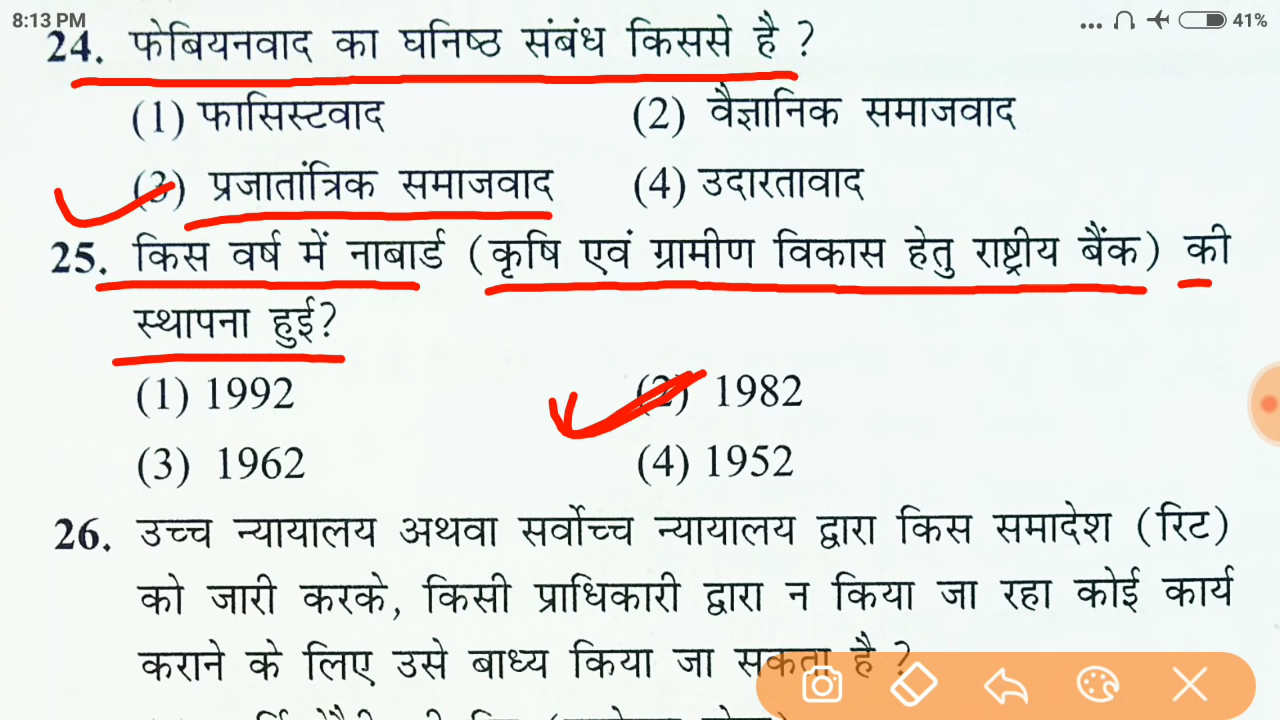 8:13 PM
... 41%
24. फेबियनवाद का घनिष्ठ संबंध किससे है ?
(1) फासिस्टवाद (2) वैज्ञानिक समाजवाद
(3) प्रजातांत्रिक समाजवाद (4) उदारतावाद
25. किस वर्ष में नाबार्ड (कृषि एवं ग्रामीण विकास हेतु राष्ट्रीय बैंक) की
स्थापना हुई?
(1) 1992 (2) 1982
(3) 1962 (4) 1952
26. उच्च न्यायालय अथवा सर्वोच्च न्यायालय द्वारा किस समादेश (रिट)
को जारी करके, किसी प्राधिकारी द्वारा न किया जा रहा कोई कार्य
कराने के लिए उसे बाध्य किया जा सकता है ?